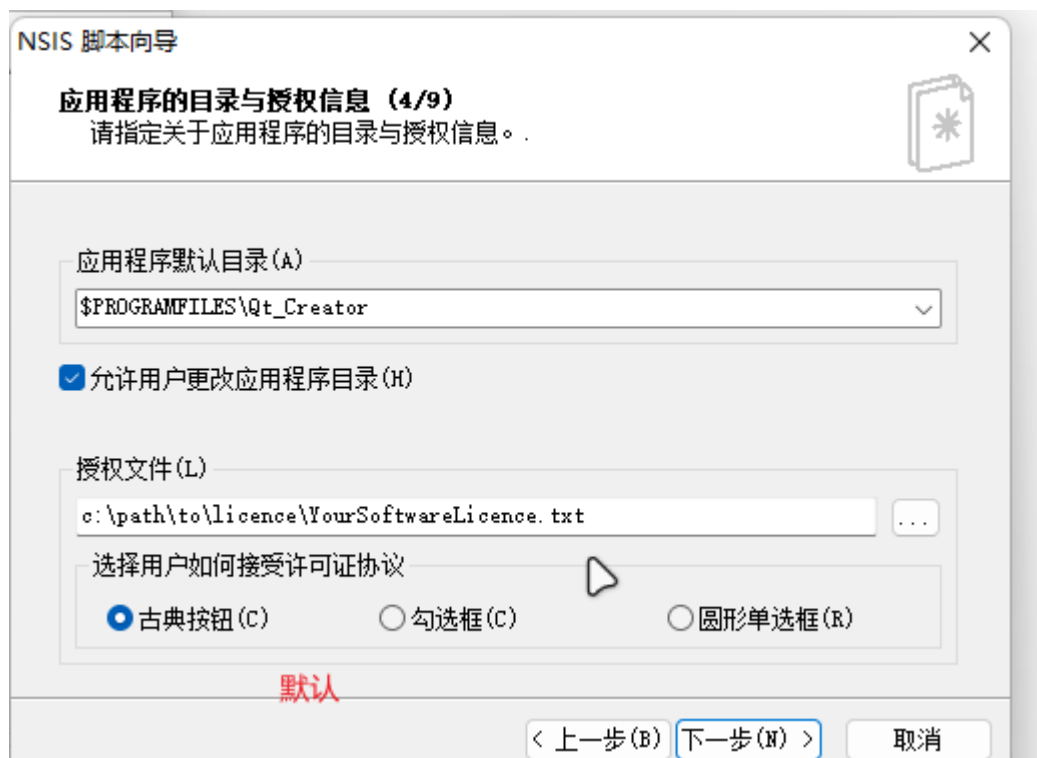 NSIS 脚本向导
应用程序的目录与授权信息 (4/9)
请指定关于应用程序的目录与授权信息。.
应用程序默认目录(A)
$PROGRAMFILES\Qt_Creator
允许用户更改应用程序目录(H)
授权文件(L)
c:\path\to\licence\YourSoftwareLicence.txt
...
选择用户如何接受许可证协议
古典按钮(C) 勾选框(C) 圆形单选框(R)
默认
< 上一步(B) 下一步(N) > 取消